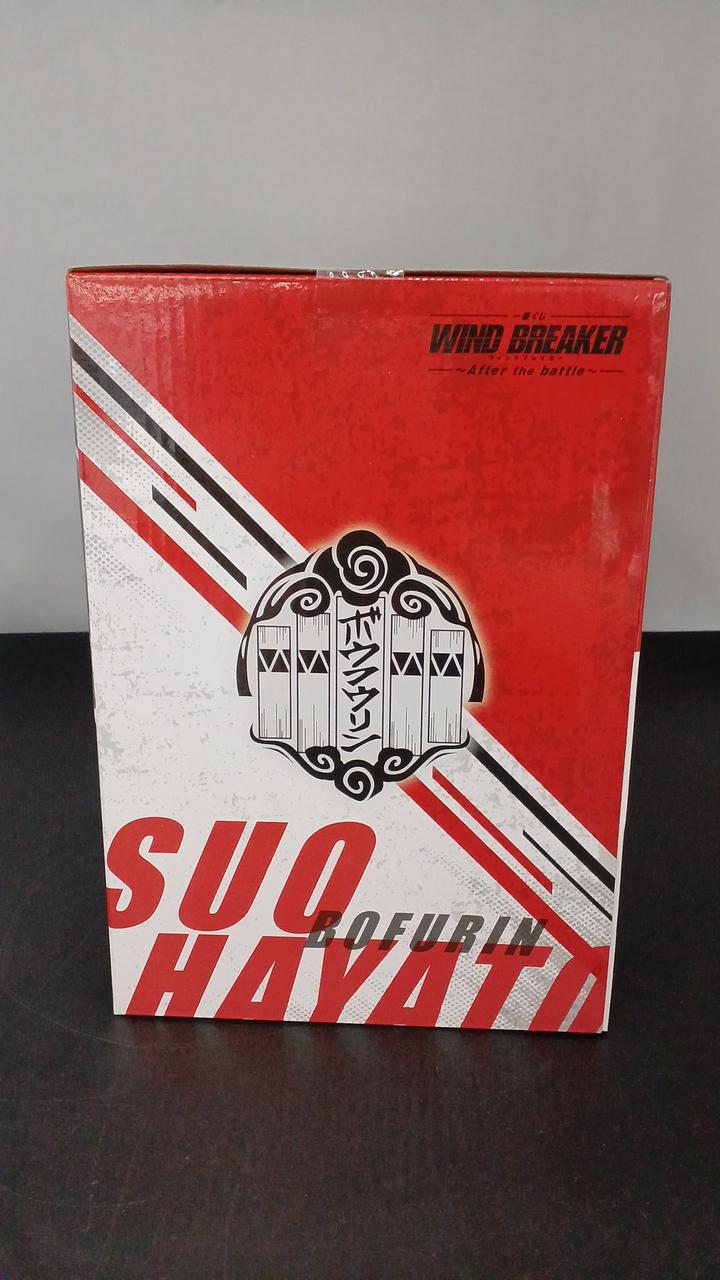 一番くじ
WIND BREAKER
ウィンドブレイカー
~After the battle~
ボウフウリン
SUO
BOFURIN
HAYATO